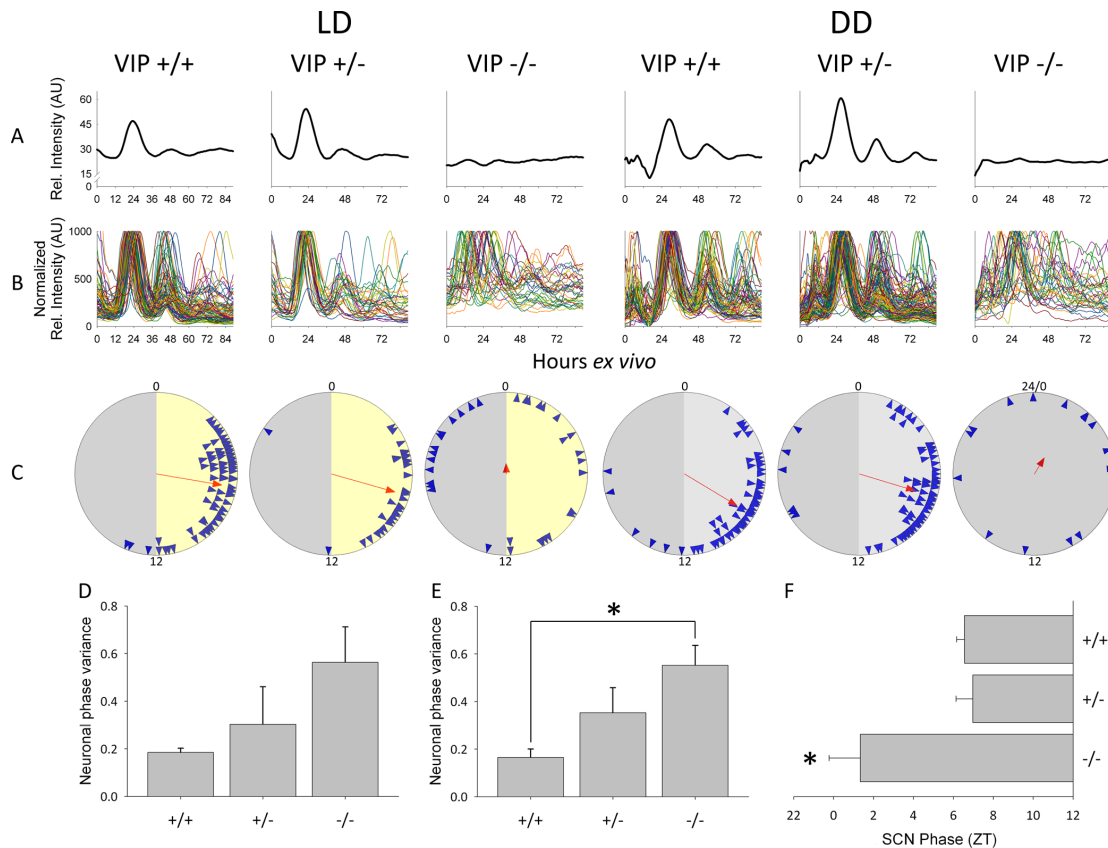 LD DD
VIP +/+ VIP +/- VIP -/- VIP +/+ VIP +/- VIP -/-
A
Rel. Intensity (AU)
60
45
30
15
0
0 12 24 36 48 60 72 84 0 24 48 72 0 24 48 72 0 24 48 72 0 24 48 72 0 24 48 72
B
Normalized
Rel. Intensity (AU)
1000
500
0
0 12 24 36 48 60 72 84 0 24 48 72 0 24 48 72 0 24 48 72 0 24 48 72 0 24 48 72
Hours ex vivo
C
0 0 0 0 0 24/0
12 12 12 12 12 12
D
Neuronal phase variance
0.8
0.6
0.4
0.2
0.0
+/+ +/- -/-
E
Neuronal phase variance
0.8
0.6
0.4
0.2
0.0
*
+/+ +/- -/-
F
+/+
+/-
* -/-
22 0 2 4 6 8 10 12
SCN Phase (ZT)